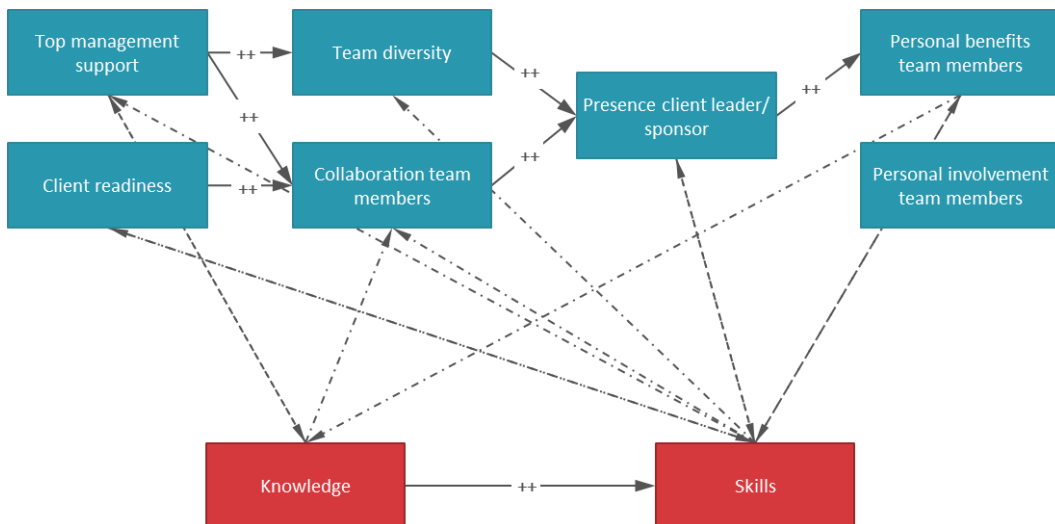 Top management
support
++
Team diversity
++
++
Presence client leader/
sponsor
++
Personal benefits
team members
Client readiness
++
Collaboration team
members
++
Personal involvement
team members
Knowledge
++
Skills